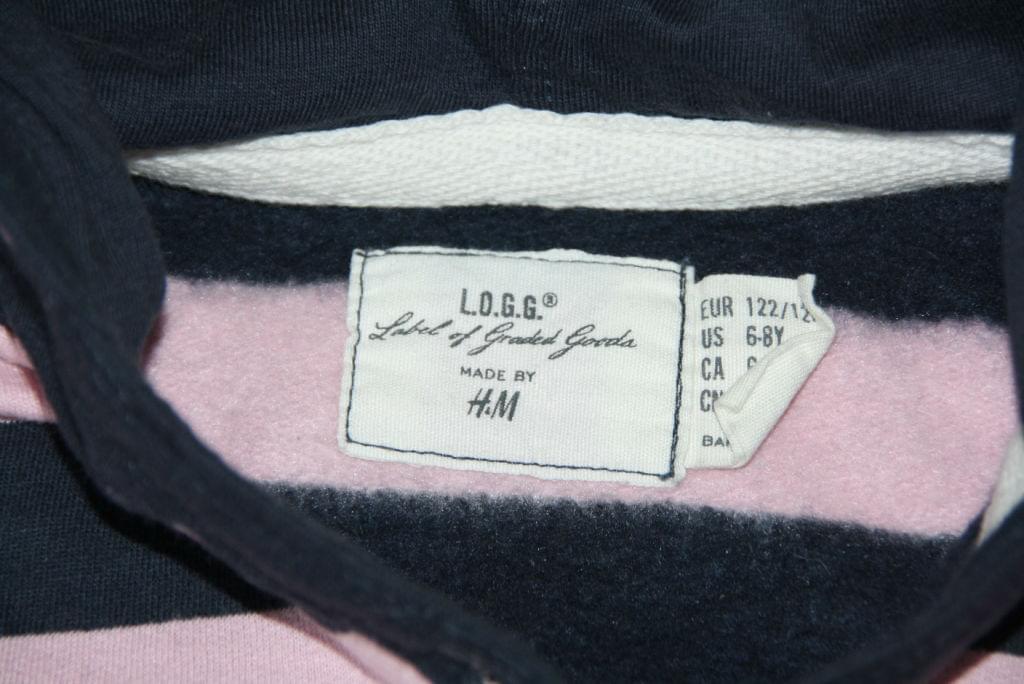 L.O.G.G.®
Label of Graded Goods
MADE BY
H&M
EUR 122/12
US 6-8Y
CA